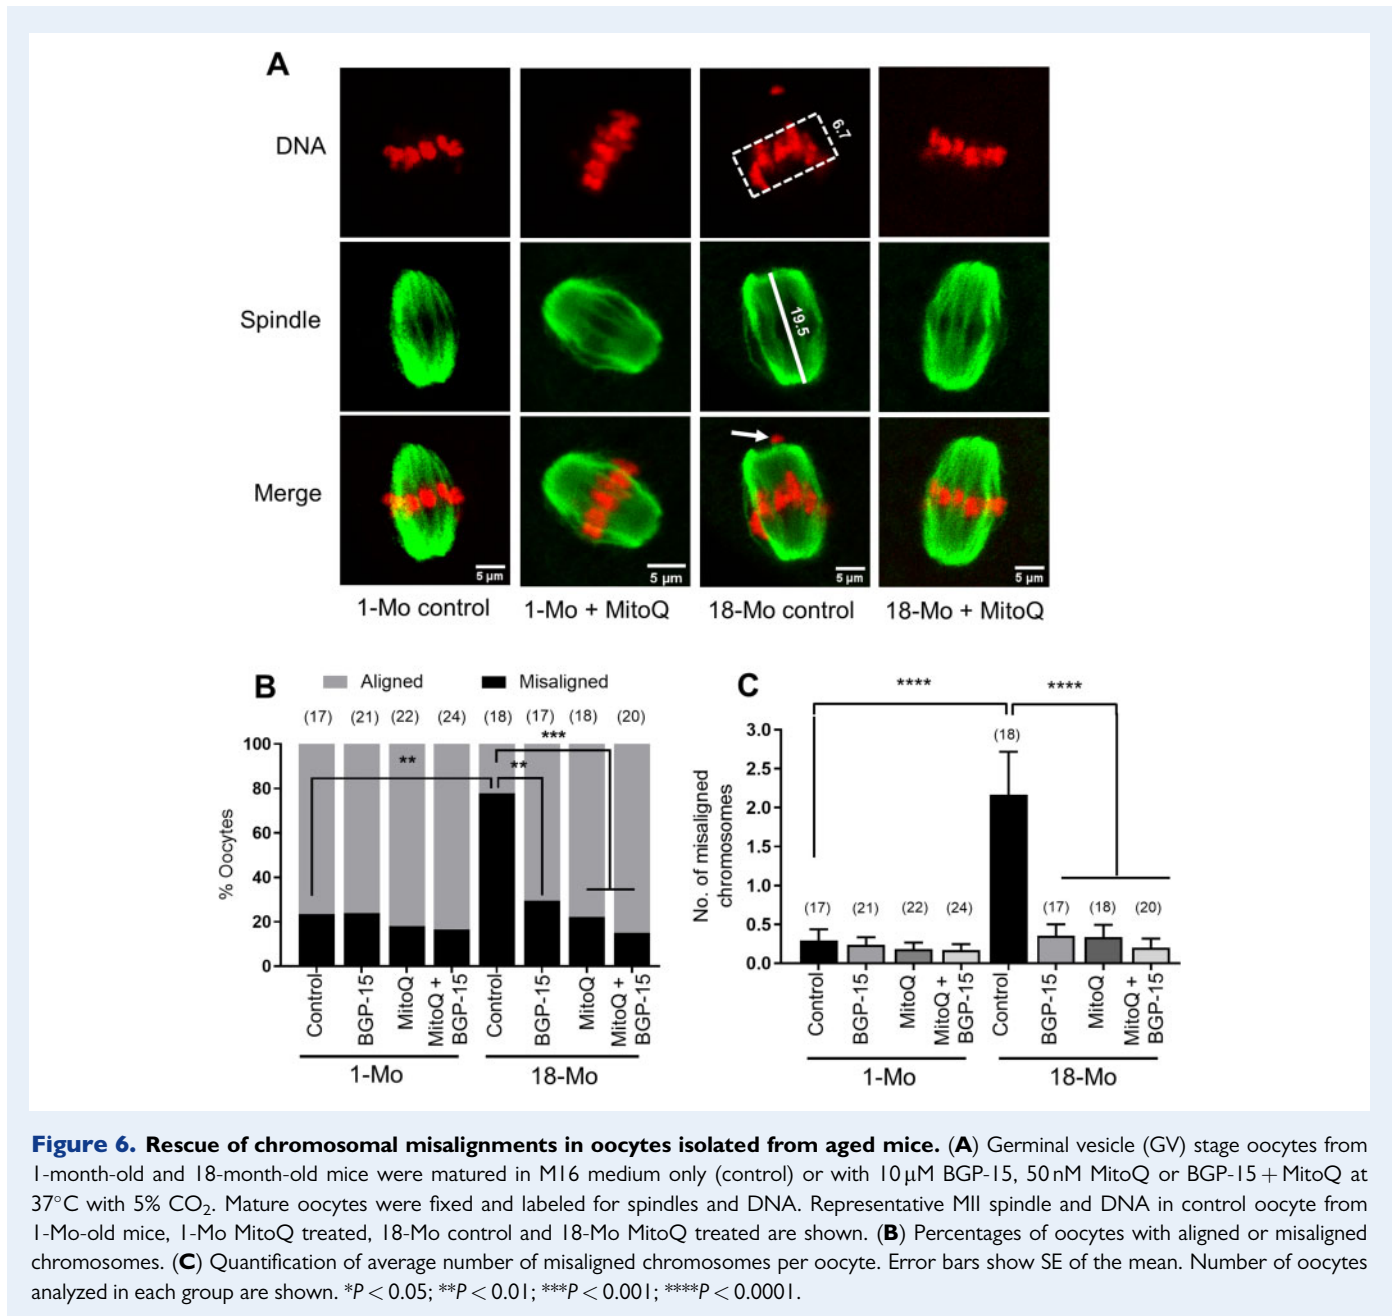 A
DNA
6.7
Spindle
19.5
Merge
5 μm
5 μm
5 μm
5 μm
1-Mo control
1-Mo + MitoQ
18-Mo control
18-Mo + MitoQ
B
Aligned
Misaligned
(17) (21) (22) (24) (18) (17) (18) (20)
***
**
**
100
80
60
40
20
0
% Oocytes
Control
BGP-15
MitoQ
MitoQ +
BGP-15
Control
BGP-15
MitoQ
MitoQ +
BGP-15
1-Mo
18-Mo
C
****
****
3.0
2.5
2.0
1.5
1.0
0.5
0.0
No. of misaligned
chromosomes
(17)
(21)
(22)
(24)
(18)
(17)
(18)
(20)
Control
BGP-15
MitoQ
MitoQ +
BGP-15
Control
BGP-15
MitoQ
MitoQ +
BGP-15
1-Mo
18-Mo
Figure 6. Rescue of chromosomal misalignments in oocytes isolated from aged mice. (A) Germinal vesicle (GV) stage oocytes from
1-month-old and 18-month-old mice were matured in M16 medium only (control) or with 10 μM BGP-15, 50 nM MitoQ or BGP-15 + MitoQ at
37°C with 5% CO₂. Mature oocytes were fixed and labeled for spindles and DNA. Representative MII spindle and DNA in control oocyte from
1-Mo-old mice, 1-Mo MitoQ treated, 18-Mo control and 18-Mo MitoQ treated are shown. (B) Percentages of oocytes with aligned or misaligned
chromosomes. (C) Quantification of average number of misaligned chromosomes per oocyte. Error bars show SE of the mean. Number of oocytes
analyzed in each group are shown. *P < 0.05; **P < 0.01; ***P < 0.001; ****P < 0.0001.